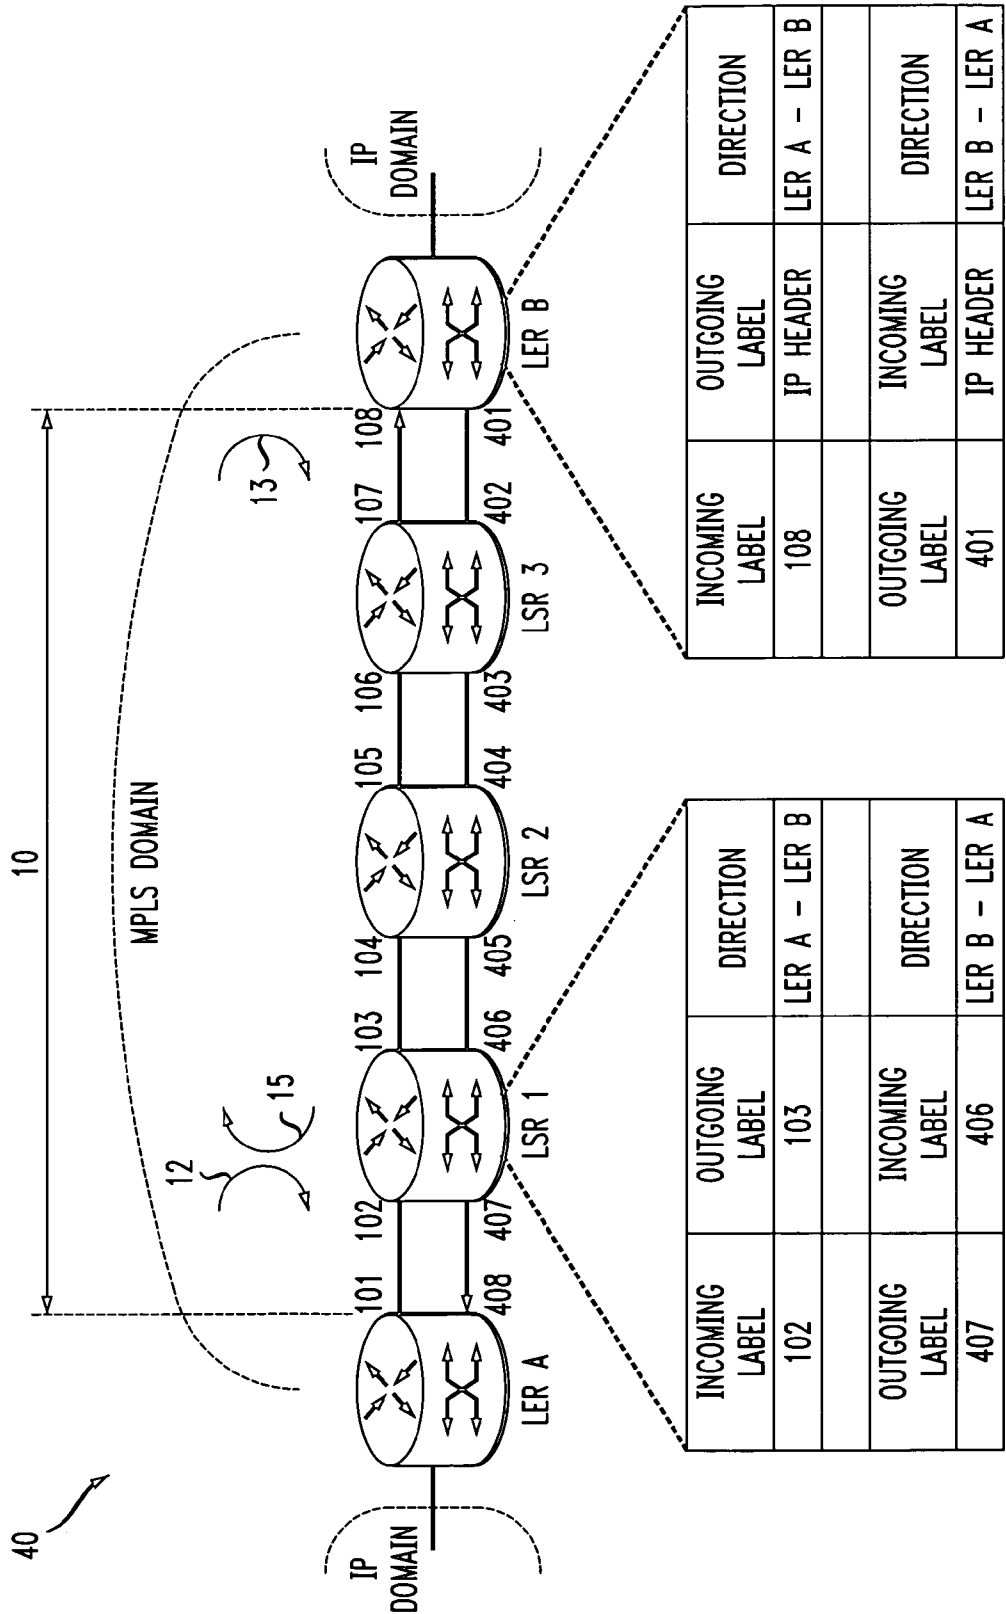 40
10
MPLS DOMAIN
12
15
13
IP
DOMAIN
IP
DOMAIN
101
102
103
104
105
106
107
108
408
407
406
405
404
403
402
401
LER A
LSR 1
LSR 2
LSR 3
LER B
INCOMING
LABEL
OUTGOING
LABEL
DIRECTION
102
103
LER A - LER B
OUTGOING
LABEL
INCOMING
LABEL
DIRECTION
407
406
LER B - LER A
INCOMING
LABEL
OUTGOING
LABEL
DIRECTION
108
IP HEADER
LER A - LER B
OUTGOING
LABEL
INCOMING
LABEL
DIRECTION
401
IP HEADER
LER B - LER A